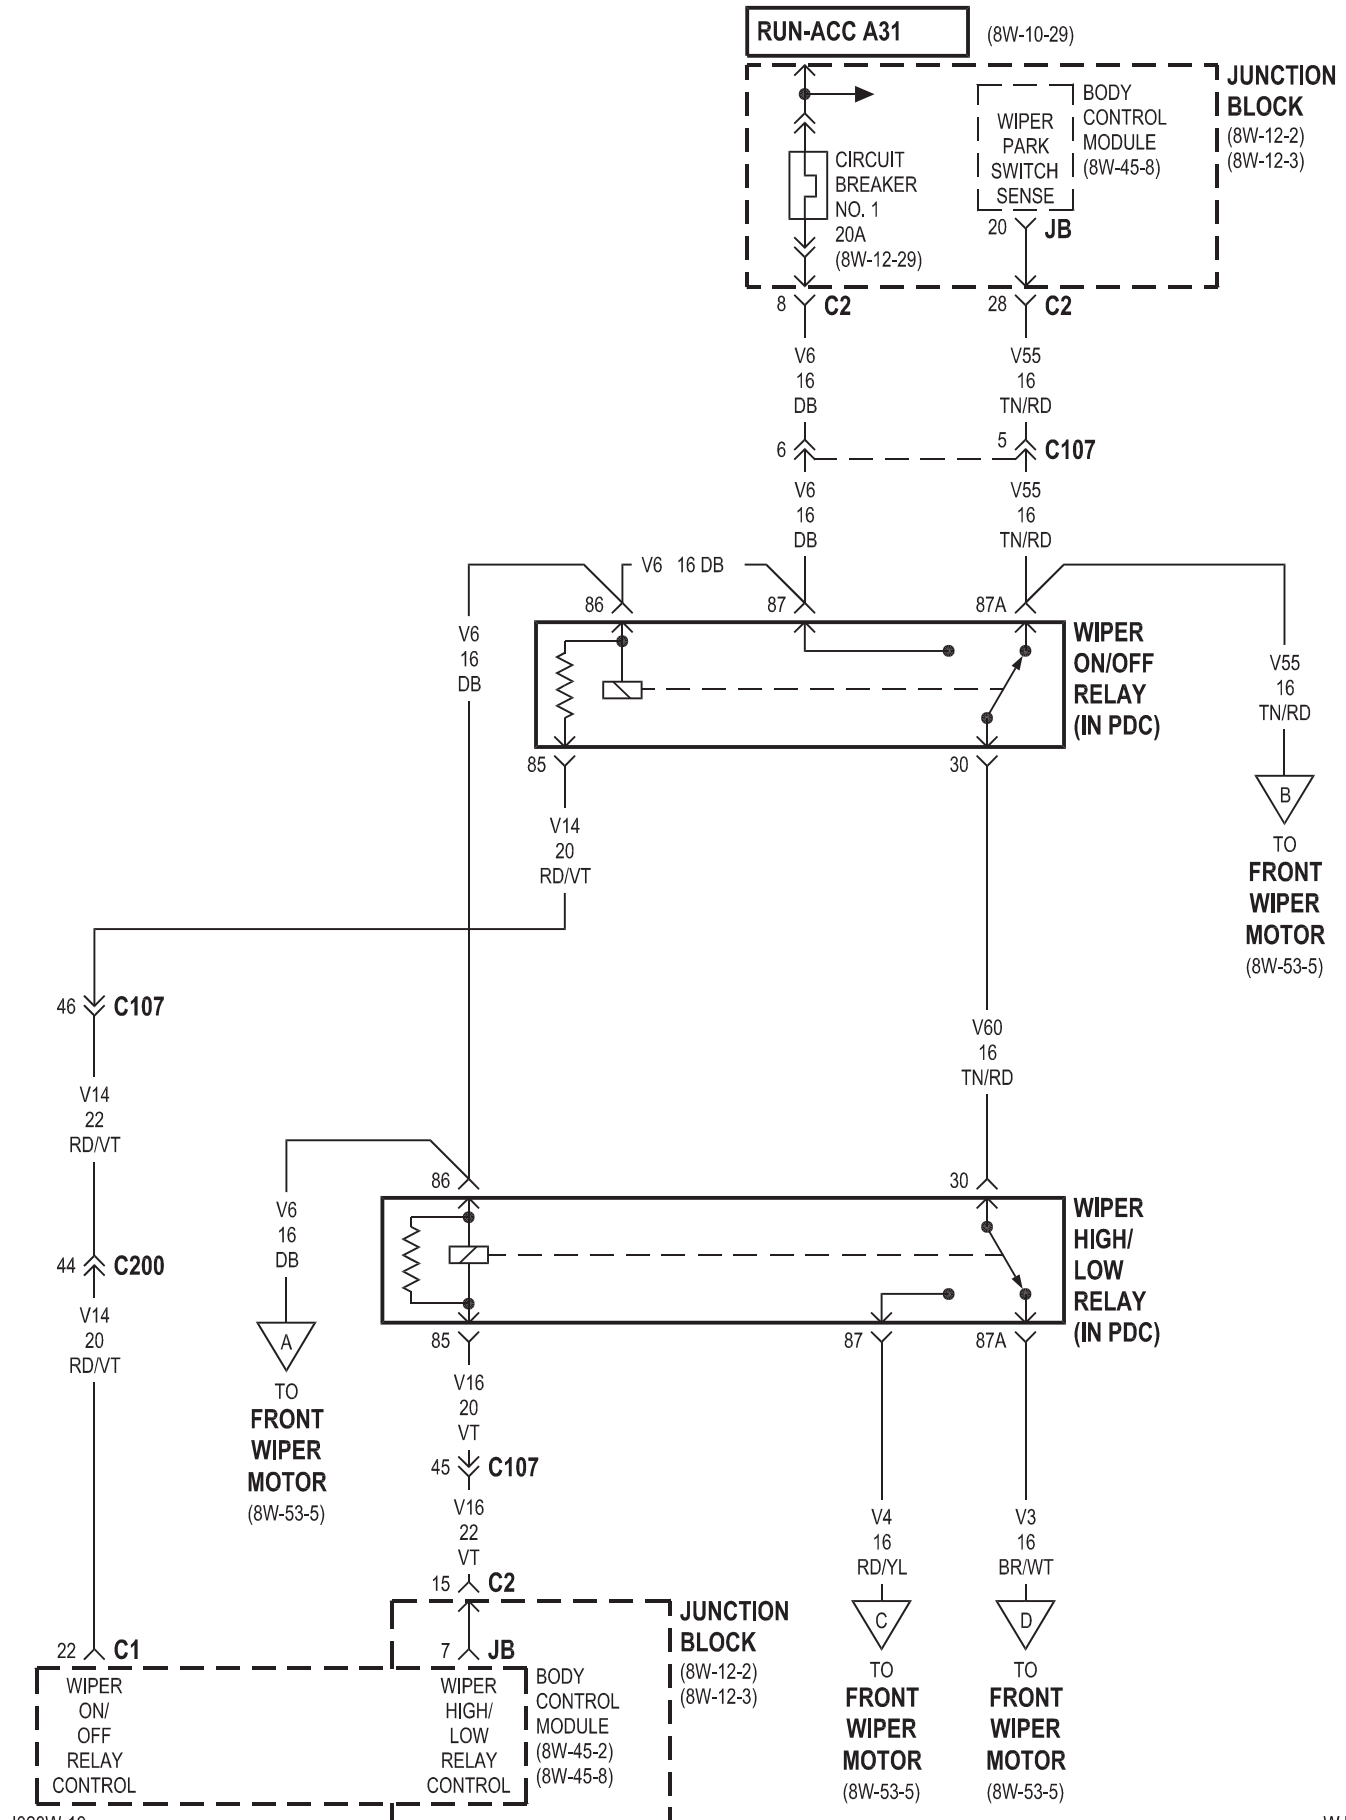 RUN-ACC A31
(8W-10-29)
JUNCTION
BLOCK
(8W-12-2)
(8W-12-3)
BODY
CONTROL
MODULE
(8W-45-8)
WIPER
PARK
SWITCH
SENSE
CIRCUIT
BREAKER
NO. 1
20A
(8W-12-29)
20 JB
8 C2
28 C2
V6
16
DB
V55
16
TN/RD
6
5 C107
V6
16
DB
V55
16
TN/RD
V6 16 DB
86
87
87A
WIPER
ON/OFF
RELAY
(IN PDC)
V6
16
DB
V55
16
TN/RD
85
30
B
TO
FRONT
WIPER
MOTOR
(8W-53-5)
V14
20
RD/VT
46 C107
V60
16
TN/RD
V14
22
RD/VT
86
30
WIPER
HIGH/
LOW
RELAY
(IN PDC)
V6
16
DB
44 C200
V14
20
RD/VT
A
TO
FRONT
WIPER
MOTOR
(8W-53-5)
85
87
87A
V16
20
VT
45 C107
V16
22
VT
V4
16
RD/YL
V3
16
BR/WT
15 C2
C
TO
FRONT
WIPER
MOTOR
(8W-53-5)
D
TO
FRONT
WIPER
MOTOR
(8W-53-5)
JUNCTION
BLOCK
(8W-12-2)
(8W-12-3)
22 C1
7 JB
WIPER
ON/
OFF
RELAY
CONTROL
WIPER
HIGH/
LOW
RELAY
CONTROL
BODY
CONTROL
MODULE
(8W-45-2)
(8W-45-8)